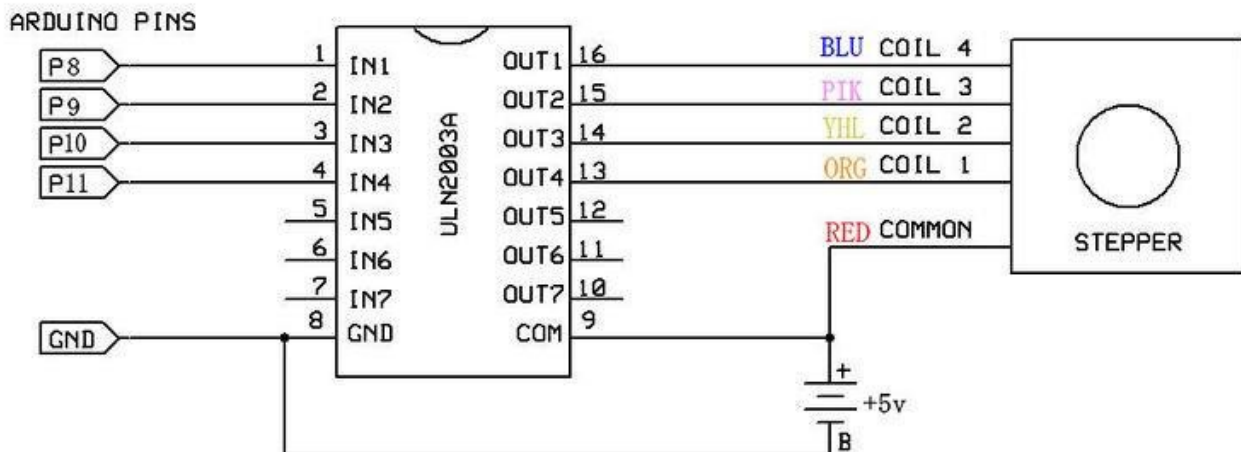 ARDUINO PINS
P8 1 IN1 OUT1 16 BLU COIL 4
P9 2 IN2 OUT2 15 PIK COIL 3
P10 3 IN3 OUT3 14 YHL COIL 2
P11 4 IN4 OUT4 13 ORG COIL 1
5 IN5 OUT5 12
6 IN6 OUT6 11
7 IN7 OUT7 10
GND 8 GND COM 9
ULN2003A
RED COMMON
STEPPER
+
+5v
B